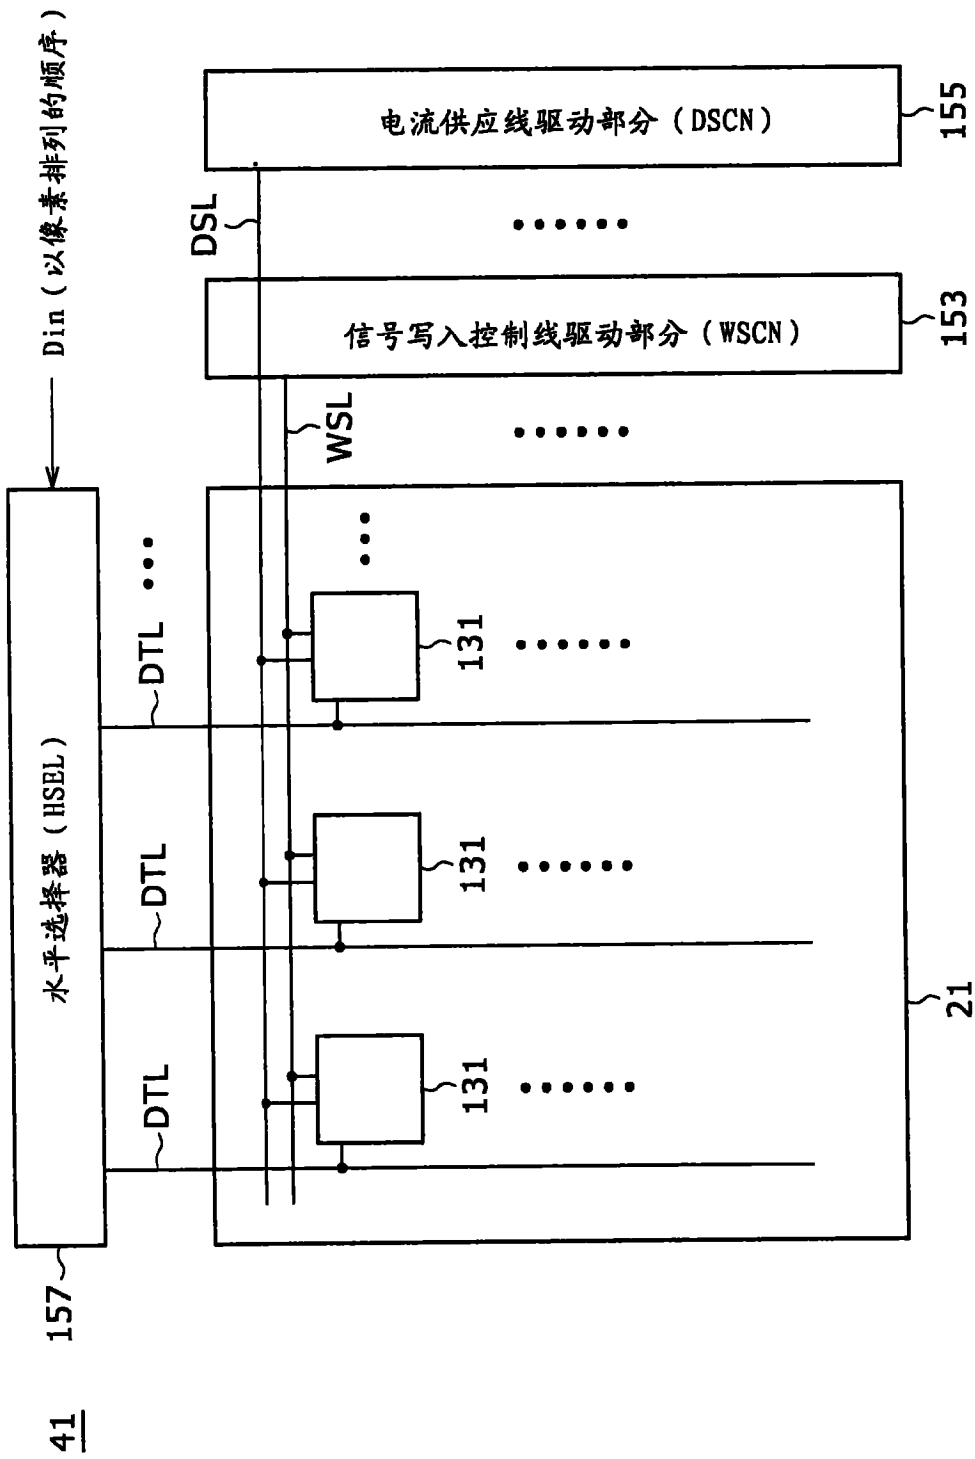 41
157
水平选择器（HSEL）
Din（以像素排列的顺序）
DTL
DTL
DTL
DSL
WSL
131
131
131
21
信号写入控制线驱动部分（WSCN）
153
电流供应线驱动部分（DSCN）
155